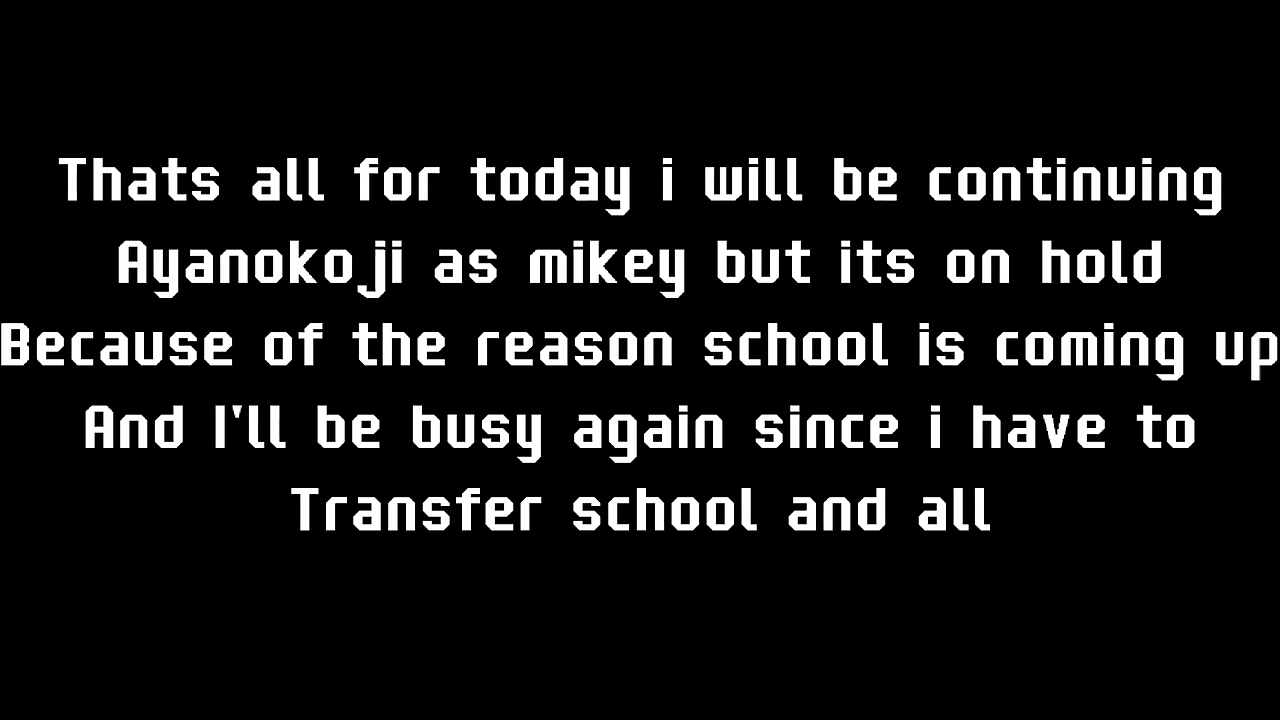 Thats all for today i will be continuing
Ayanokoji as mikey but its on hold
Because of the reason school is coming up
And I'll be busy again since i have to
Transfer school and all